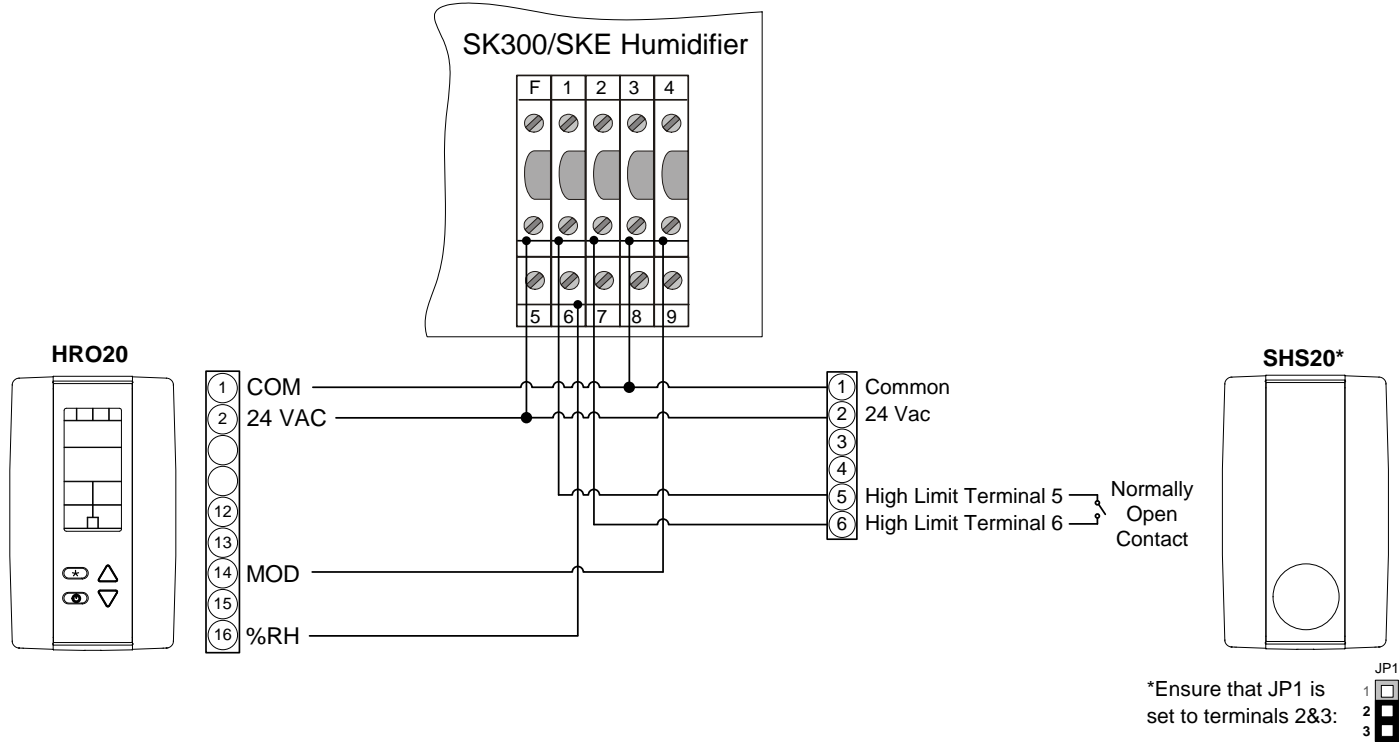 SK300/SKE Humidifier
F 1 2 3 4
5 6 7 8 9
HRO20
1 COM
2 24 VAC
12
13
14 MOD
15
16 %RH
1 Common
2 24 Vac
3
4
5 High Limit Terminal 5
6 High Limit Terminal 6
Normally
Open
Contact
SHS20*
*Ensure that JP1 is
set to terminals 2&3:
JP1
1
2
3